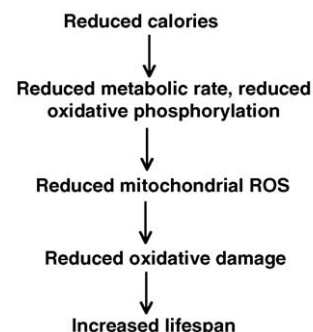 Reduced calories
Reduced metabolic rate, reduced
oxidative phosphorylation
Reduced mitochondrial ROS
Reduced oxidative damage
Increased lifespan